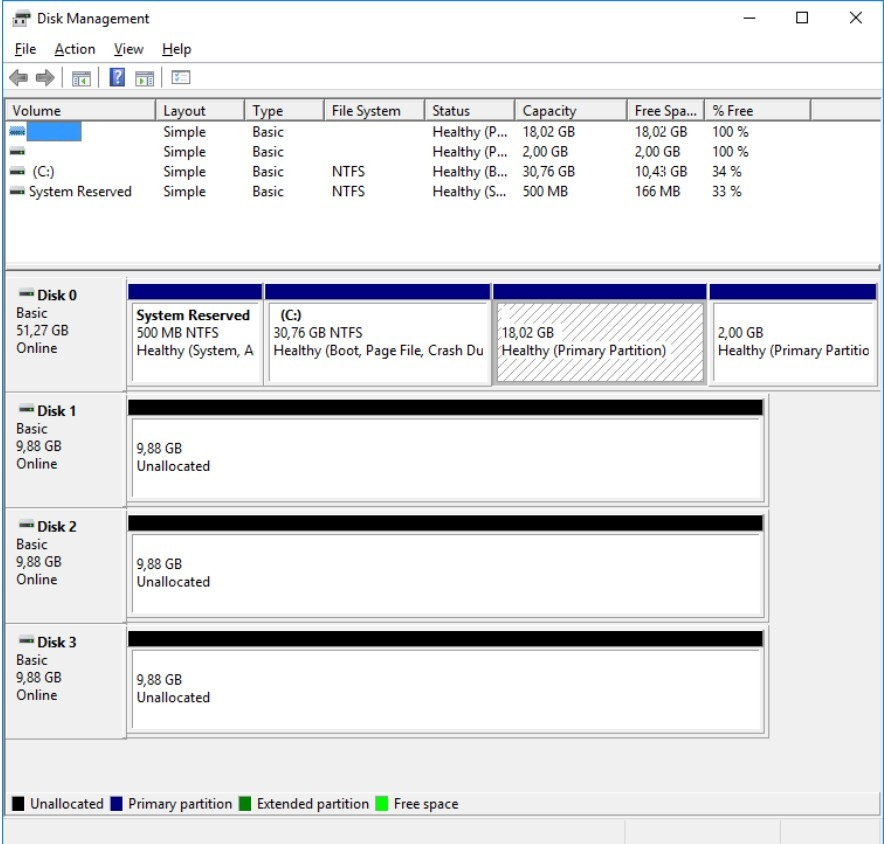 Disk Management
File Action View Help
Volume Layout Type File System Status Capacity Free Spa... % Free
Simple Basic Healthy (P... 18,02 GB 18,02 GB 100 %
Simple Basic Healthy (P... 2,00 GB 2,00 GB 100 %
(C:) Simple Basic NTFS Healthy (B... 30,76 GB 10,43 GB 34 %
System Reserved Simple Basic NTFS Healthy (S... 500 MB 166 MB 33 %
Disk 0
Basic
51,27 GB
Online
System Reserved
500 MB NTFS
Healthy (System, A
(C:)
30,76 GB NTFS
Healthy (Boot, Page File, Crash Du
18,02 GB
Healthy (Primary Partition)
2,00 GB
Healthy (Primary Partitio
Disk 1
Basic
9,88 GB
Online
9,88 GB
Unallocated
Disk 2
Basic
9,88 GB
Online
9,88 GB
Unallocated
Disk 3
Basic
9,88 GB
Online
9,88 GB
Unallocated
Unallocated Primary partition Extended partition Free space